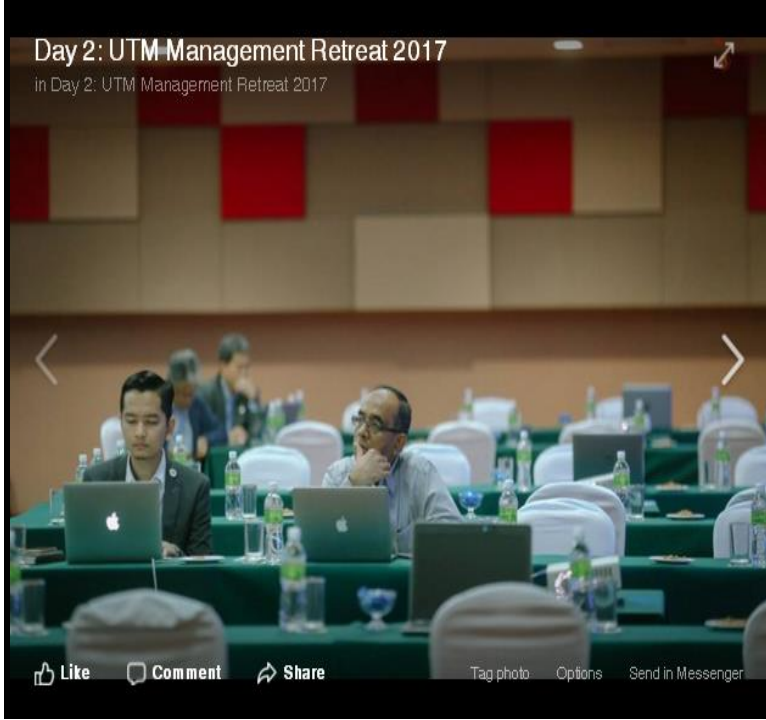 Day 2: UTM Management Retreat 2017
in Day 2: UTM Management Retreat 2017
Like Comment Share Tag photo Options Send in Messenger